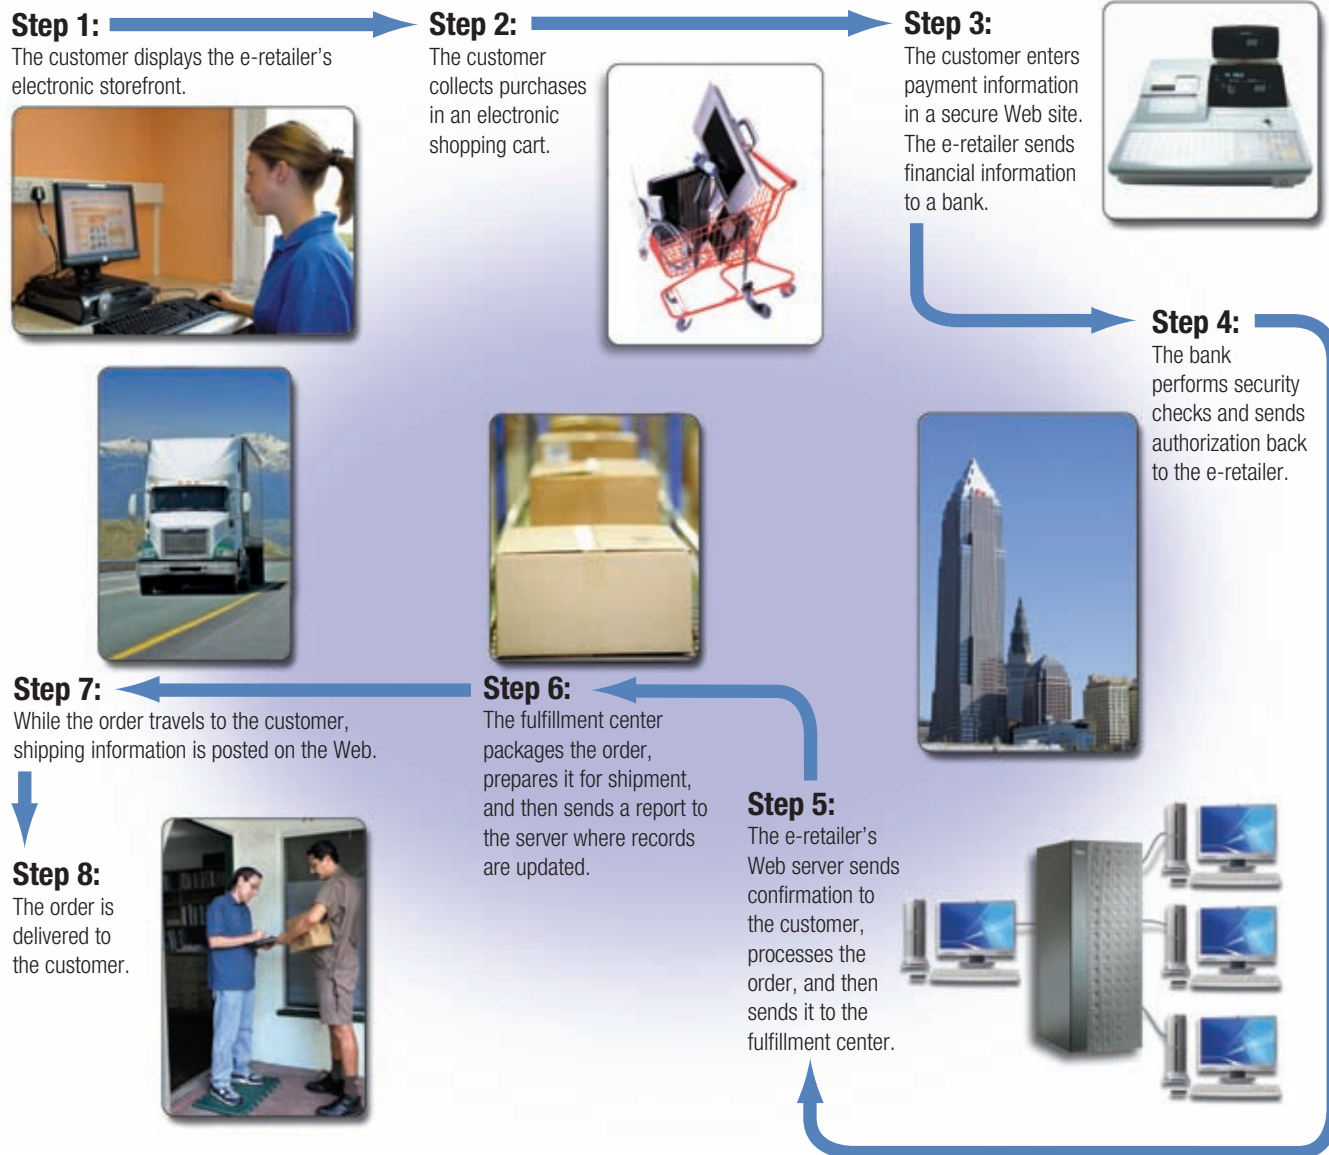 Step 1:
The customer displays the e-retailer's
electronic storefront.
Step 2:
The customer
collects purchases
in an electronic
shopping cart.
Step 3:
The customer enters
payment information
in a secure Web site.
The e-retailer sends
financial information
to a bank.
Step 4:
The bank
performs security
checks and sends
authorization back
to the e-retailer.
Step 5:
The e-retailer's
Web server sends
confirmation to
the customer,
processes the
order, and then
sends it to the
fulfillment center.
Step 6:
The fulfillment center
packages the order,
prepares it for shipment,
and then sends a report to
the server where records
are updated.
Step 7:
While the order travels to the customer,
shipping information is posted on the Web.
Step 8:
The order is
delivered to
the customer.